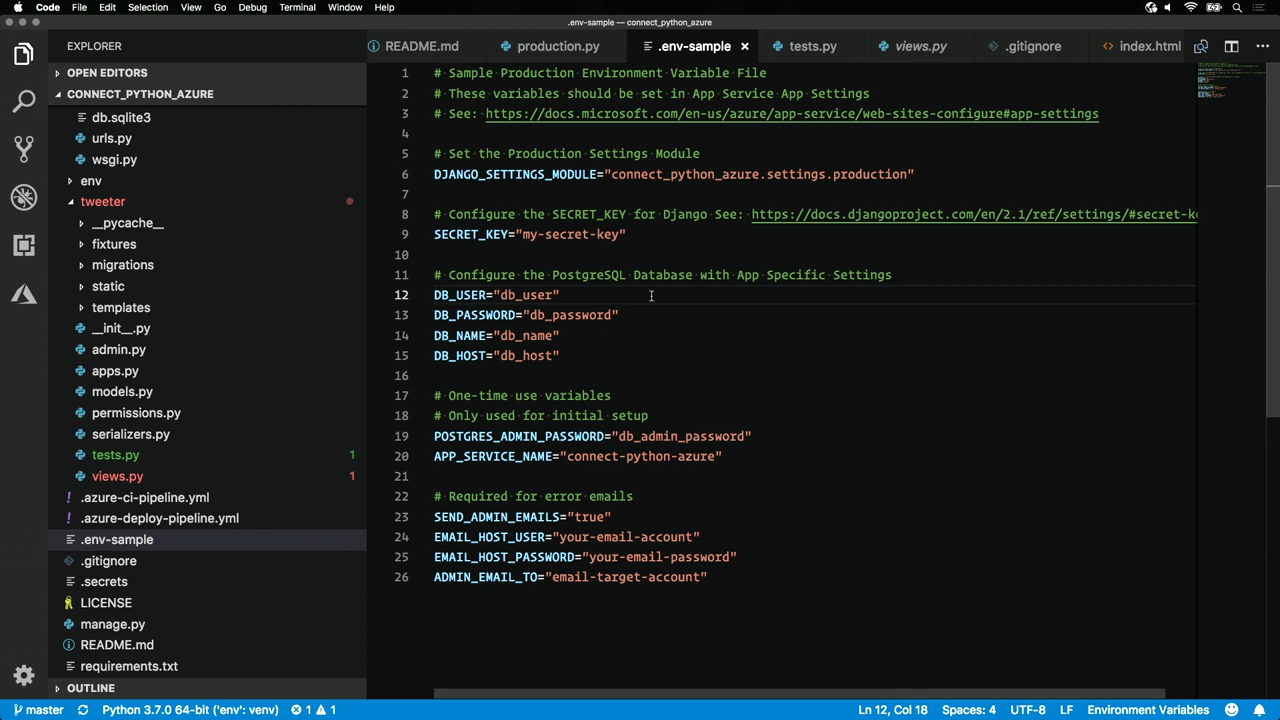 Code File Edit Selection View Go Debug Terminal Window Help
.env-sample — connect_python_azure
EXPLORER
OPEN EDITORS
CONNECT_PYTHON_AZURE
db.sqlite3
urls.py
wsgi.py
env
tweeter
__pycache__
fixtures
migrations
static
templates
__init__.py
admin.py
apps.py
models.py
permissions.py
serializers.py
tests.py 1
views.py 1
.azure-ci-pipeline.yml
.azure-deploy-pipeline.yml
.env-sample
.gitignore
.secrets
LICENSE
manage.py
README.md
requirements.txt
OUTLINE
README.md production.py .env-sample tests.py views.py .gitignore index.html
1 # Sample Production Environment Variable File
2 # These variables should be set in App Service App Settings
3 # See: https://docs.microsoft.com/en-us/azure/app-service/web-sites-configure#app-settings
4
5 # Set the Production Settings Module
6 DJANGO_SETTINGS_MODULE="connect_python_azure.settings.production"
7
8 # Configure the SECRET_KEY for Django See: https://docs.djangoproject.com/en/2.1/ref/settings/#secret-k
9 SECRET_KEY="my-secret-key"
10
11 # Configure the PostgreSQL Database with App Specific Settings
12 DB_USER="db_user"
13 DB_PASSWORD="db_password"
14 DB_NAME="db_name"
15 DB_HOST="db_host"
16
17 # One-time use variables
18 # Only used for initial setup
19 POSTGRES_ADMIN_PASSWORD="db_admin_password"
20 APP_SERVICE_NAME="connect-python-azure"
21
22 # Required for error emails
23 SEND_ADMIN_EMAILS="true"
24 EMAIL_HOST_USER="your-email-account"
25 EMAIL_HOST_PASSWORD="your-email-password"
26 ADMIN_EMAIL_TO="email-target-account"
master Python 3.7.0 64-bit ('env': venv) 1 1 Ln 12, Col 18 Spaces: 4 UTF-8 LF Environment Variables